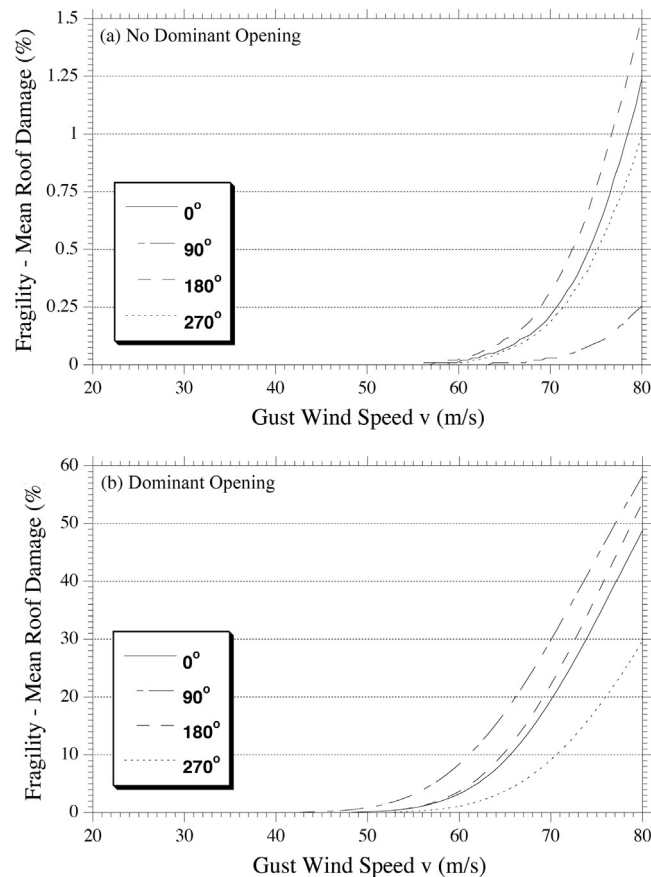 (a) No Dominant Opening
Fragility - Mean Roof Damage (%)
1.5
1.25
1
0.75
0.5
0.25
0
0°
90°
180°
270°
20 30 40 50 60 70 80
Gust Wind Speed v (m/s)
(b) Dominant Opening
Fragility - Mean Roof Damage (%
60
50
40
30
20
10
0
0°
90°
180°
270°
20 30 40 50 60 70 80
Gust Wind Speed v (m/s)